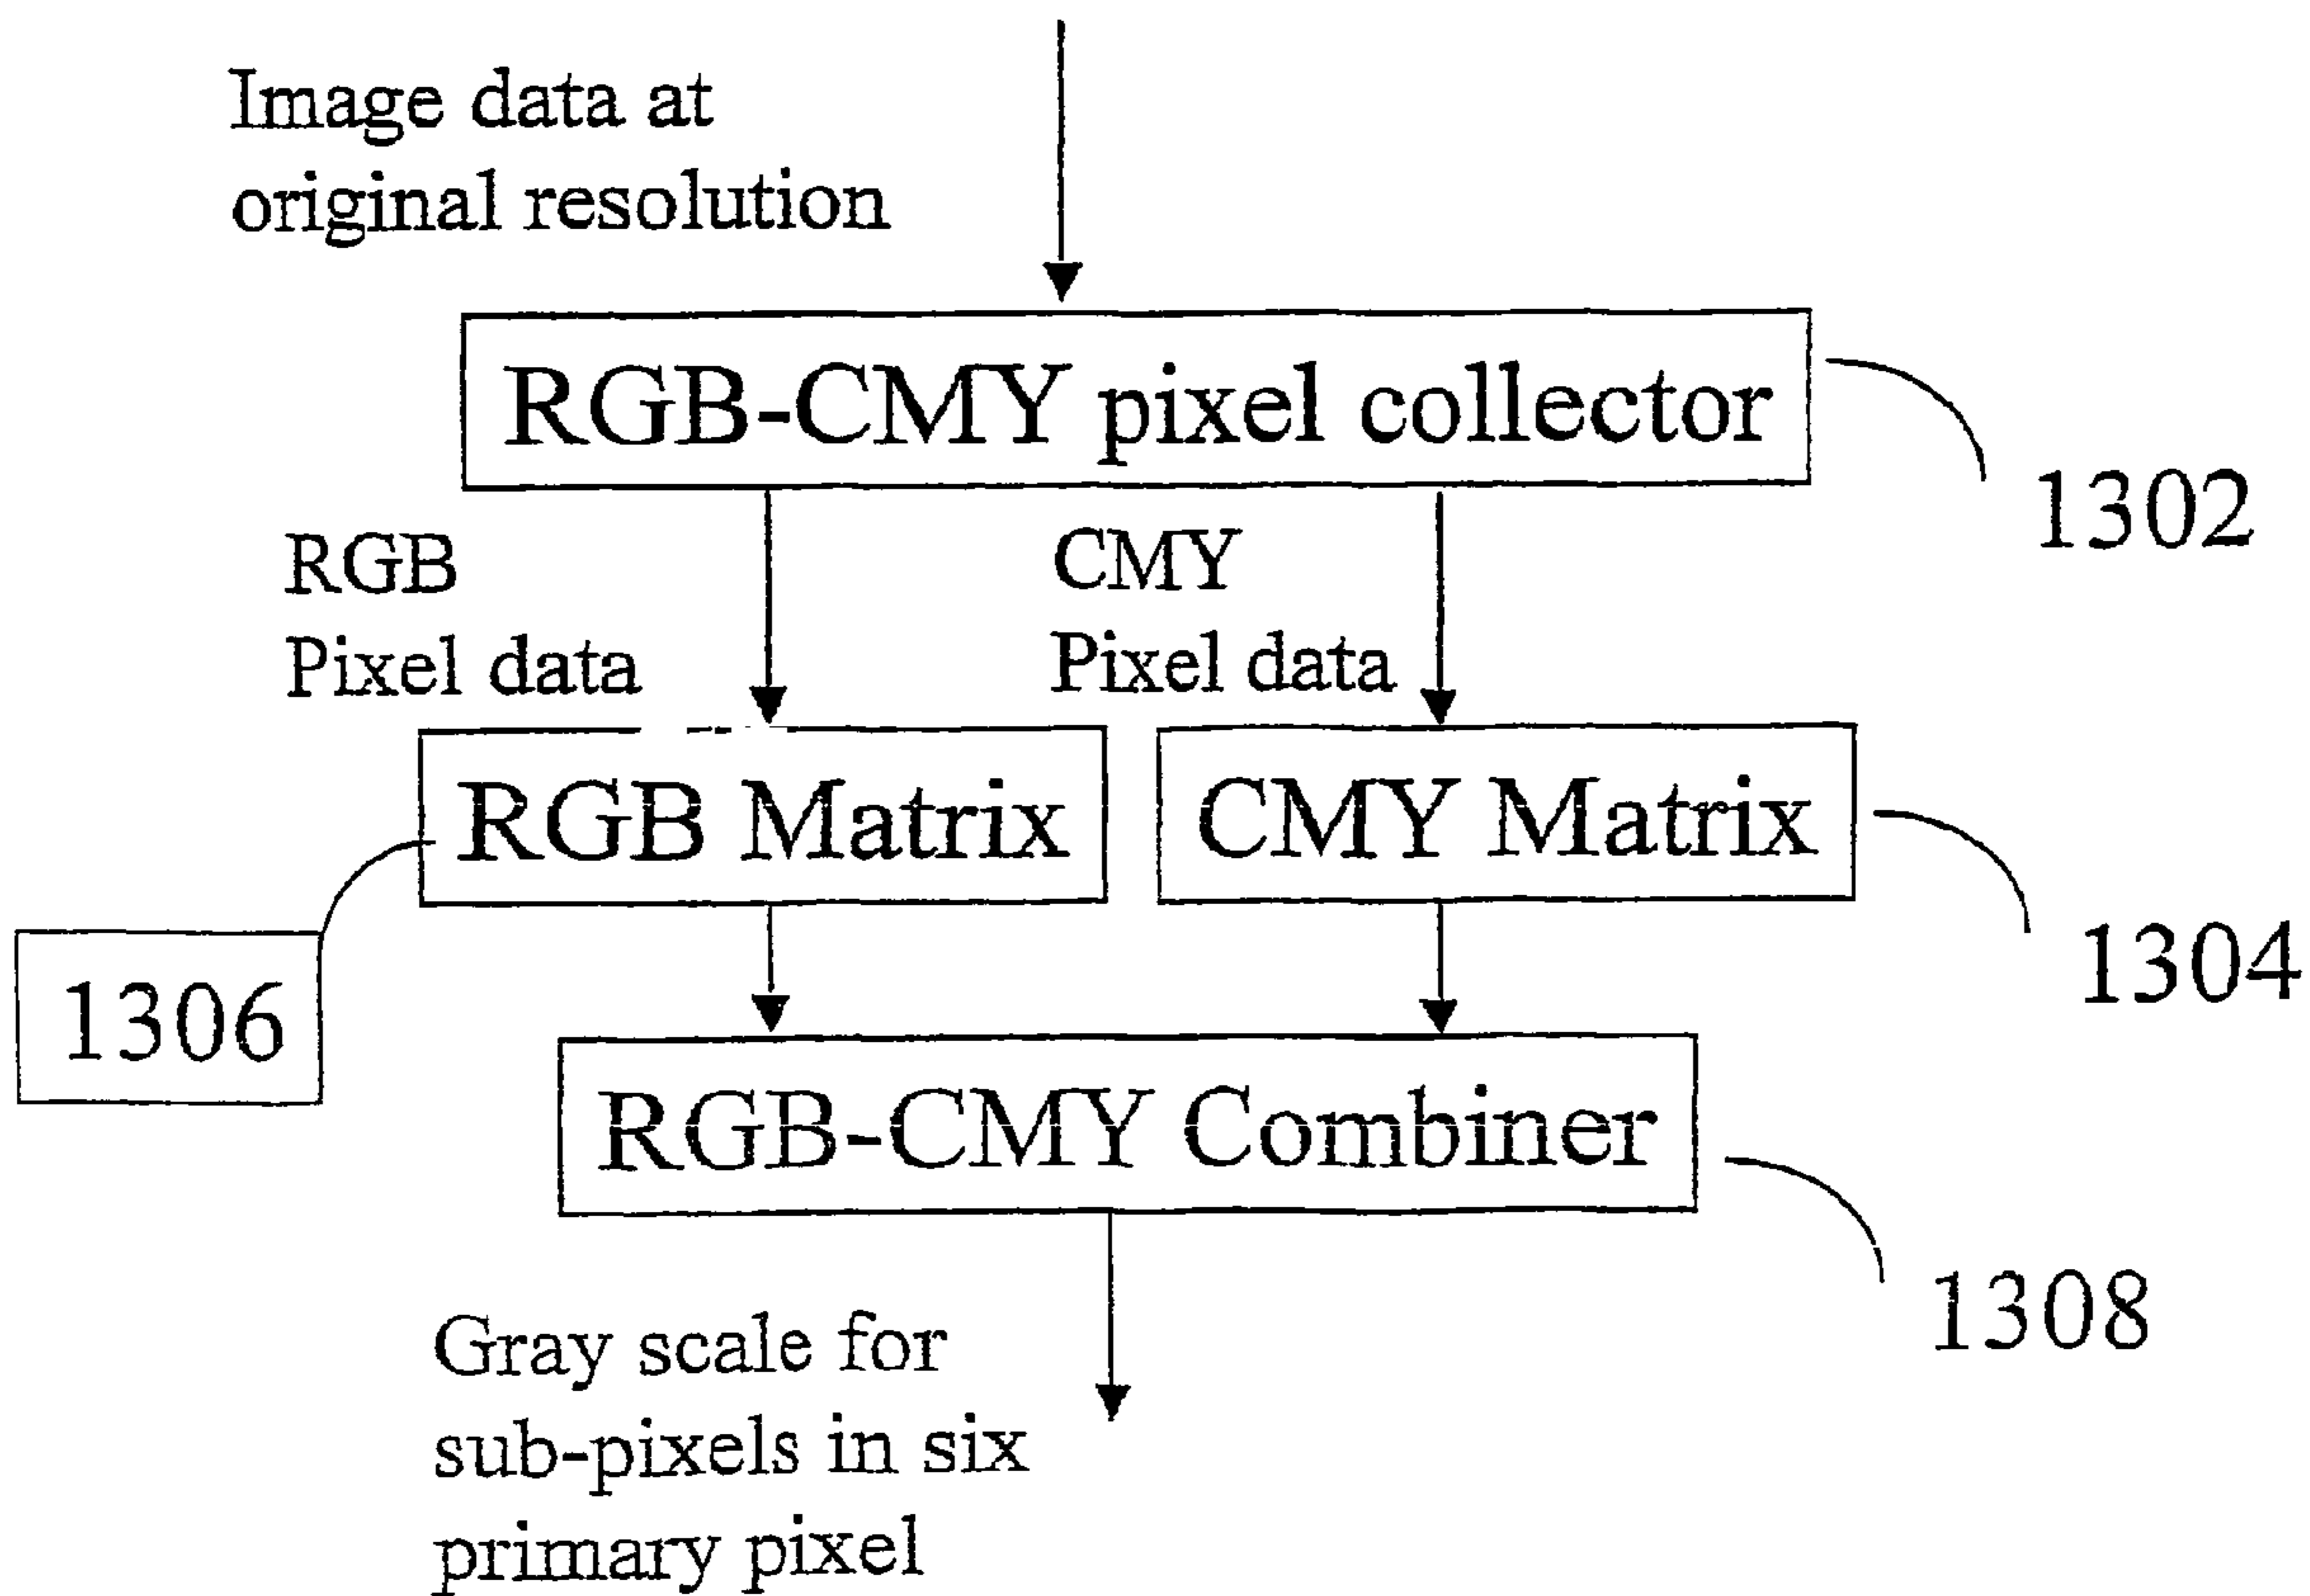 Image data at
original resolution
RGB-CMY pixel collector
1302
RGB
Pixel data
CMY
Pixel data
RGB Matrix
CMY Matrix
1304
1306
RGB-CMY Combiner
1308
Gray scale for
sub-pixels in six
primary pixel